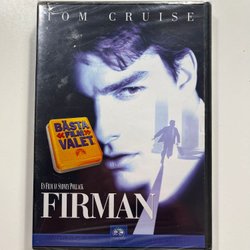 TOM CRUISE
BÄSTA
FILM
VALET
EN FILM AV SYDNEY POLLACK
FIRMAN